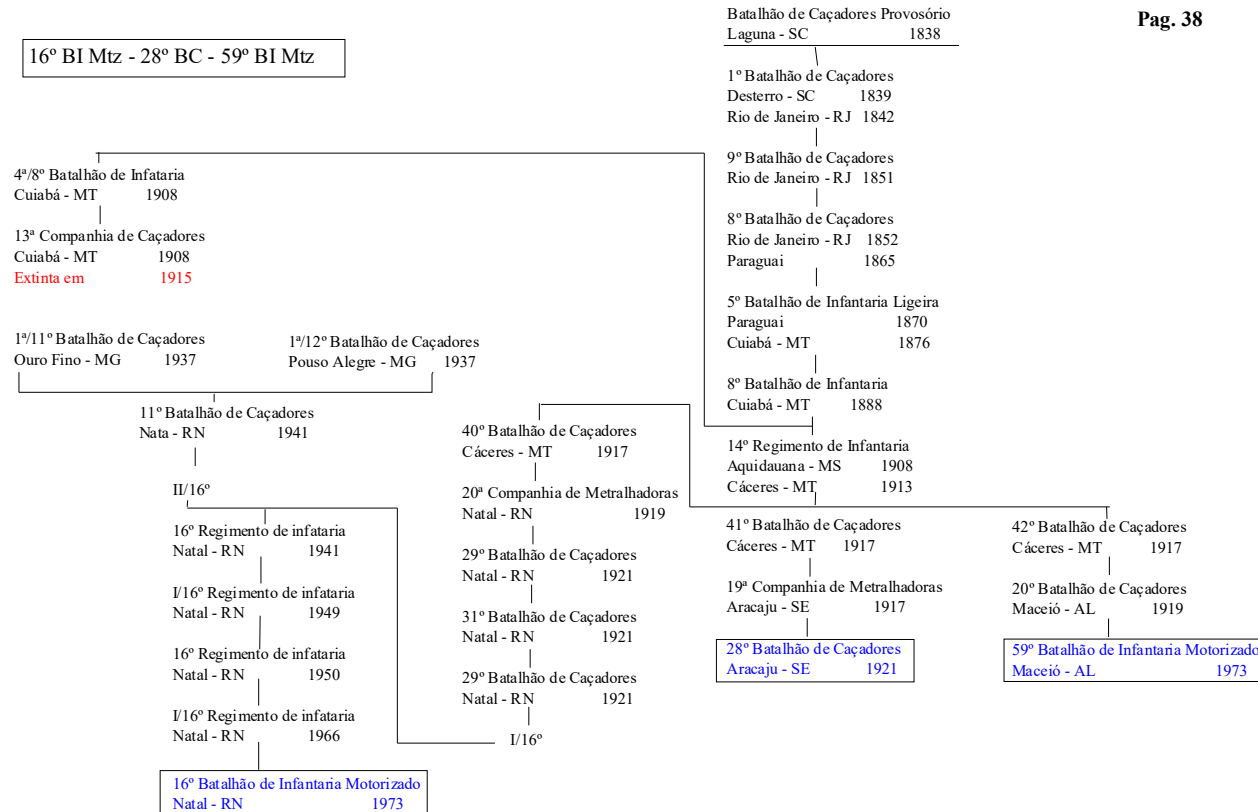 Pag. 38
16º BI Mtz - 28º BC - 59º BI Mtz
Batalhão de Caçadores Provosório
Laguna - SC 1838
1º Batalhão de Caçadores
Desterro - SC 1839
Rio de Janeiro - RJ 1842
9º Batalhão de Caçadores
Rio de Janeiro - RJ 1851
8º Batalhão de Caçadores
Rio de Janeiro - RJ 1852
Paraguai 1865
5º Batalhão de Infantaria Ligeira
Paraguai 1870
Cuiabá - MT 1876
8º Batalhão de Infantaria
Cuiabá - MT 1888
14º Regimento de Infantaria
Aquidauana - MS 1908
Cáceres - MT 1913
4ª/8º Batalhão de Infataria
Cuiabá - MT 1908
13ª Companhia de Caçadores
Cuiabá - MT 1908
Extinta em 1915
1ª/11º Batalhão de Caçadores
Ouro Fino - MG 1937
1ª/12º Batalhão de Caçadores
Pouso Alegre - MG 1937
11º Batalhão de Caçadores
Nata - RN 1941
II/16º
16º Regimento de infataria
Natal - RN 1941
I/16º Regimento de infataria
Natal - RN 1949
16º Regimento de infataria
Natal - RN 1950
I/16º Regimento de infataria
Natal - RN 1966
16º Batalhão de Infantaria Motorizado
Natal - RN 1973
40º Batalhão de Caçadores
Cáceres - MT 1917
20ª Companhia de Metralhadoras
Natal - RN 1919
29º Batalhão de Caçadores
Natal - RN 1921
31º Batalhão de Caçadores
Natal - RN 1921
29º Batalhão de Caçadores
Natal - RN 1921
I/16º
41º Batalhão de Caçadores
Cáceres - MT 1917
19ª Companhia de Metralhadoras
Aracaju - SE 1917
28º Batalhão de Caçadores
Aracaju - SE 1921
42º Batalhão de Caçadores
Cáceres - MT 1917
20º Batalhão de Caçadores
Maceió - AL 1919
59º Batalhão de Infantaria Motorizado
Maceió - AL 1973